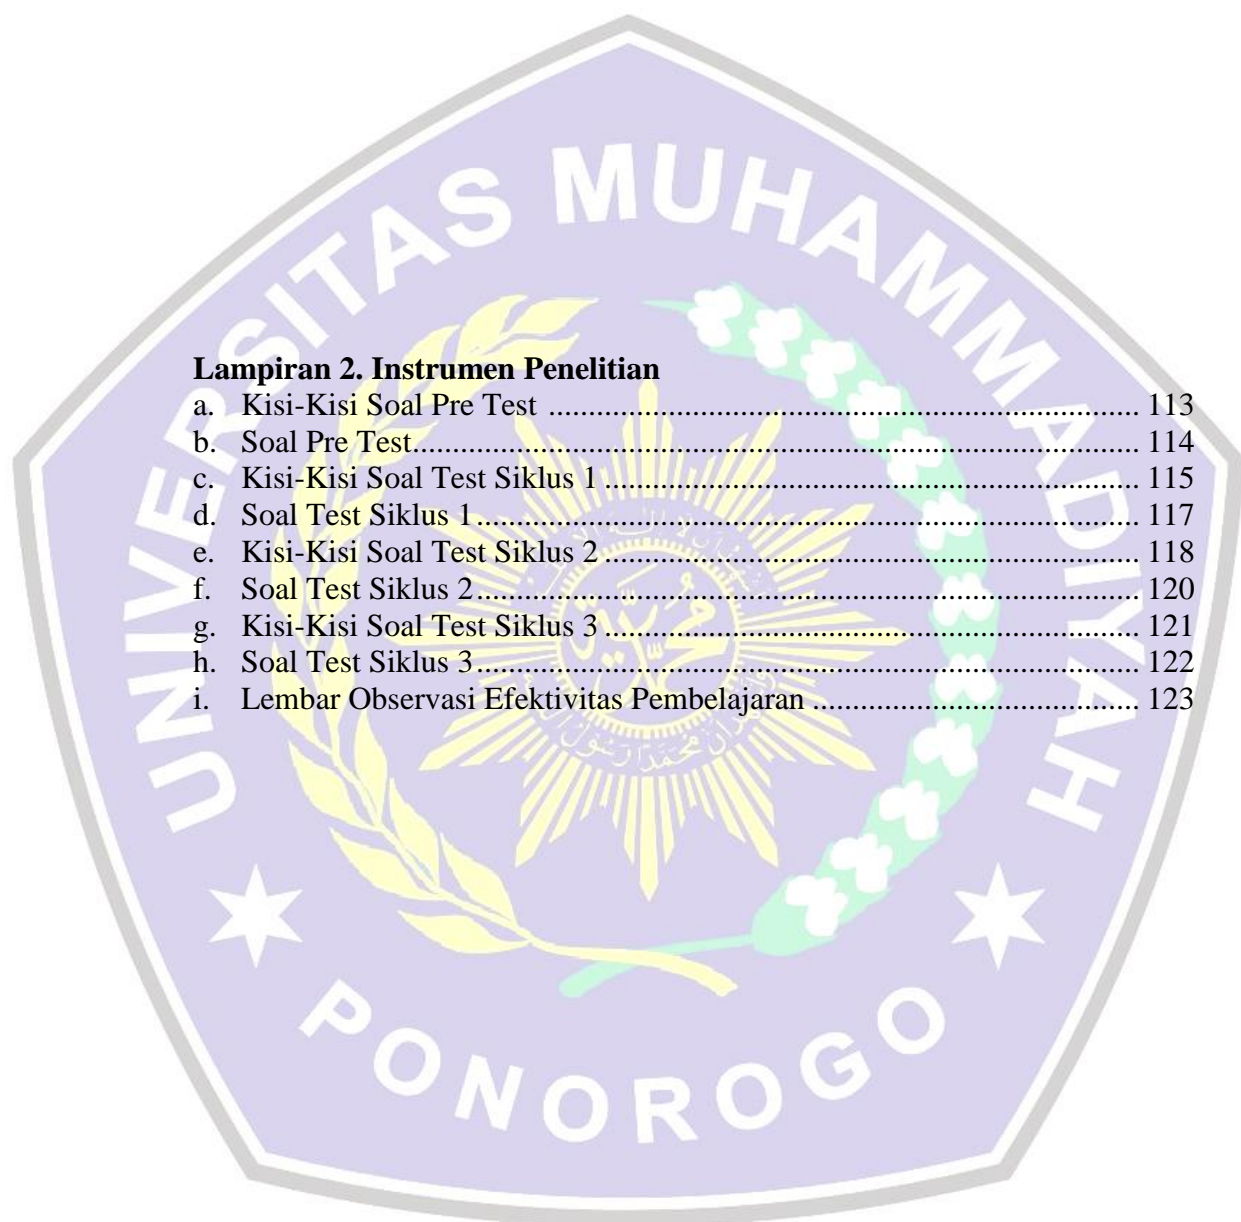 UNIVERSITAS MUHAMMADIYAH
PONOROGO
Lampiran 2. Instrumen Penelitian
a. Kisi-Kisi Soal Pre Test ............................................................................................ 113
b. Soal Pre Test................................................................................................................. 114
c. Kisi-Kisi Soal Test Siklus 1 ................................................................................... 115
d. Soal Test Siklus 1....................................................................................................... 117
e. Kisi-Kisi Soal Test Siklus 2 ................................................................................... 118
f. Soal Test Siklus 2....................................................................................................... 120
g. Kisi-Kisi Soal Test Siklus 3 ................................................................................... 121
h. Soal Test Siklus 3....................................................................................................... 122
i. Lembar Observasi Efektivitas Pembelajaran ................................................... 123